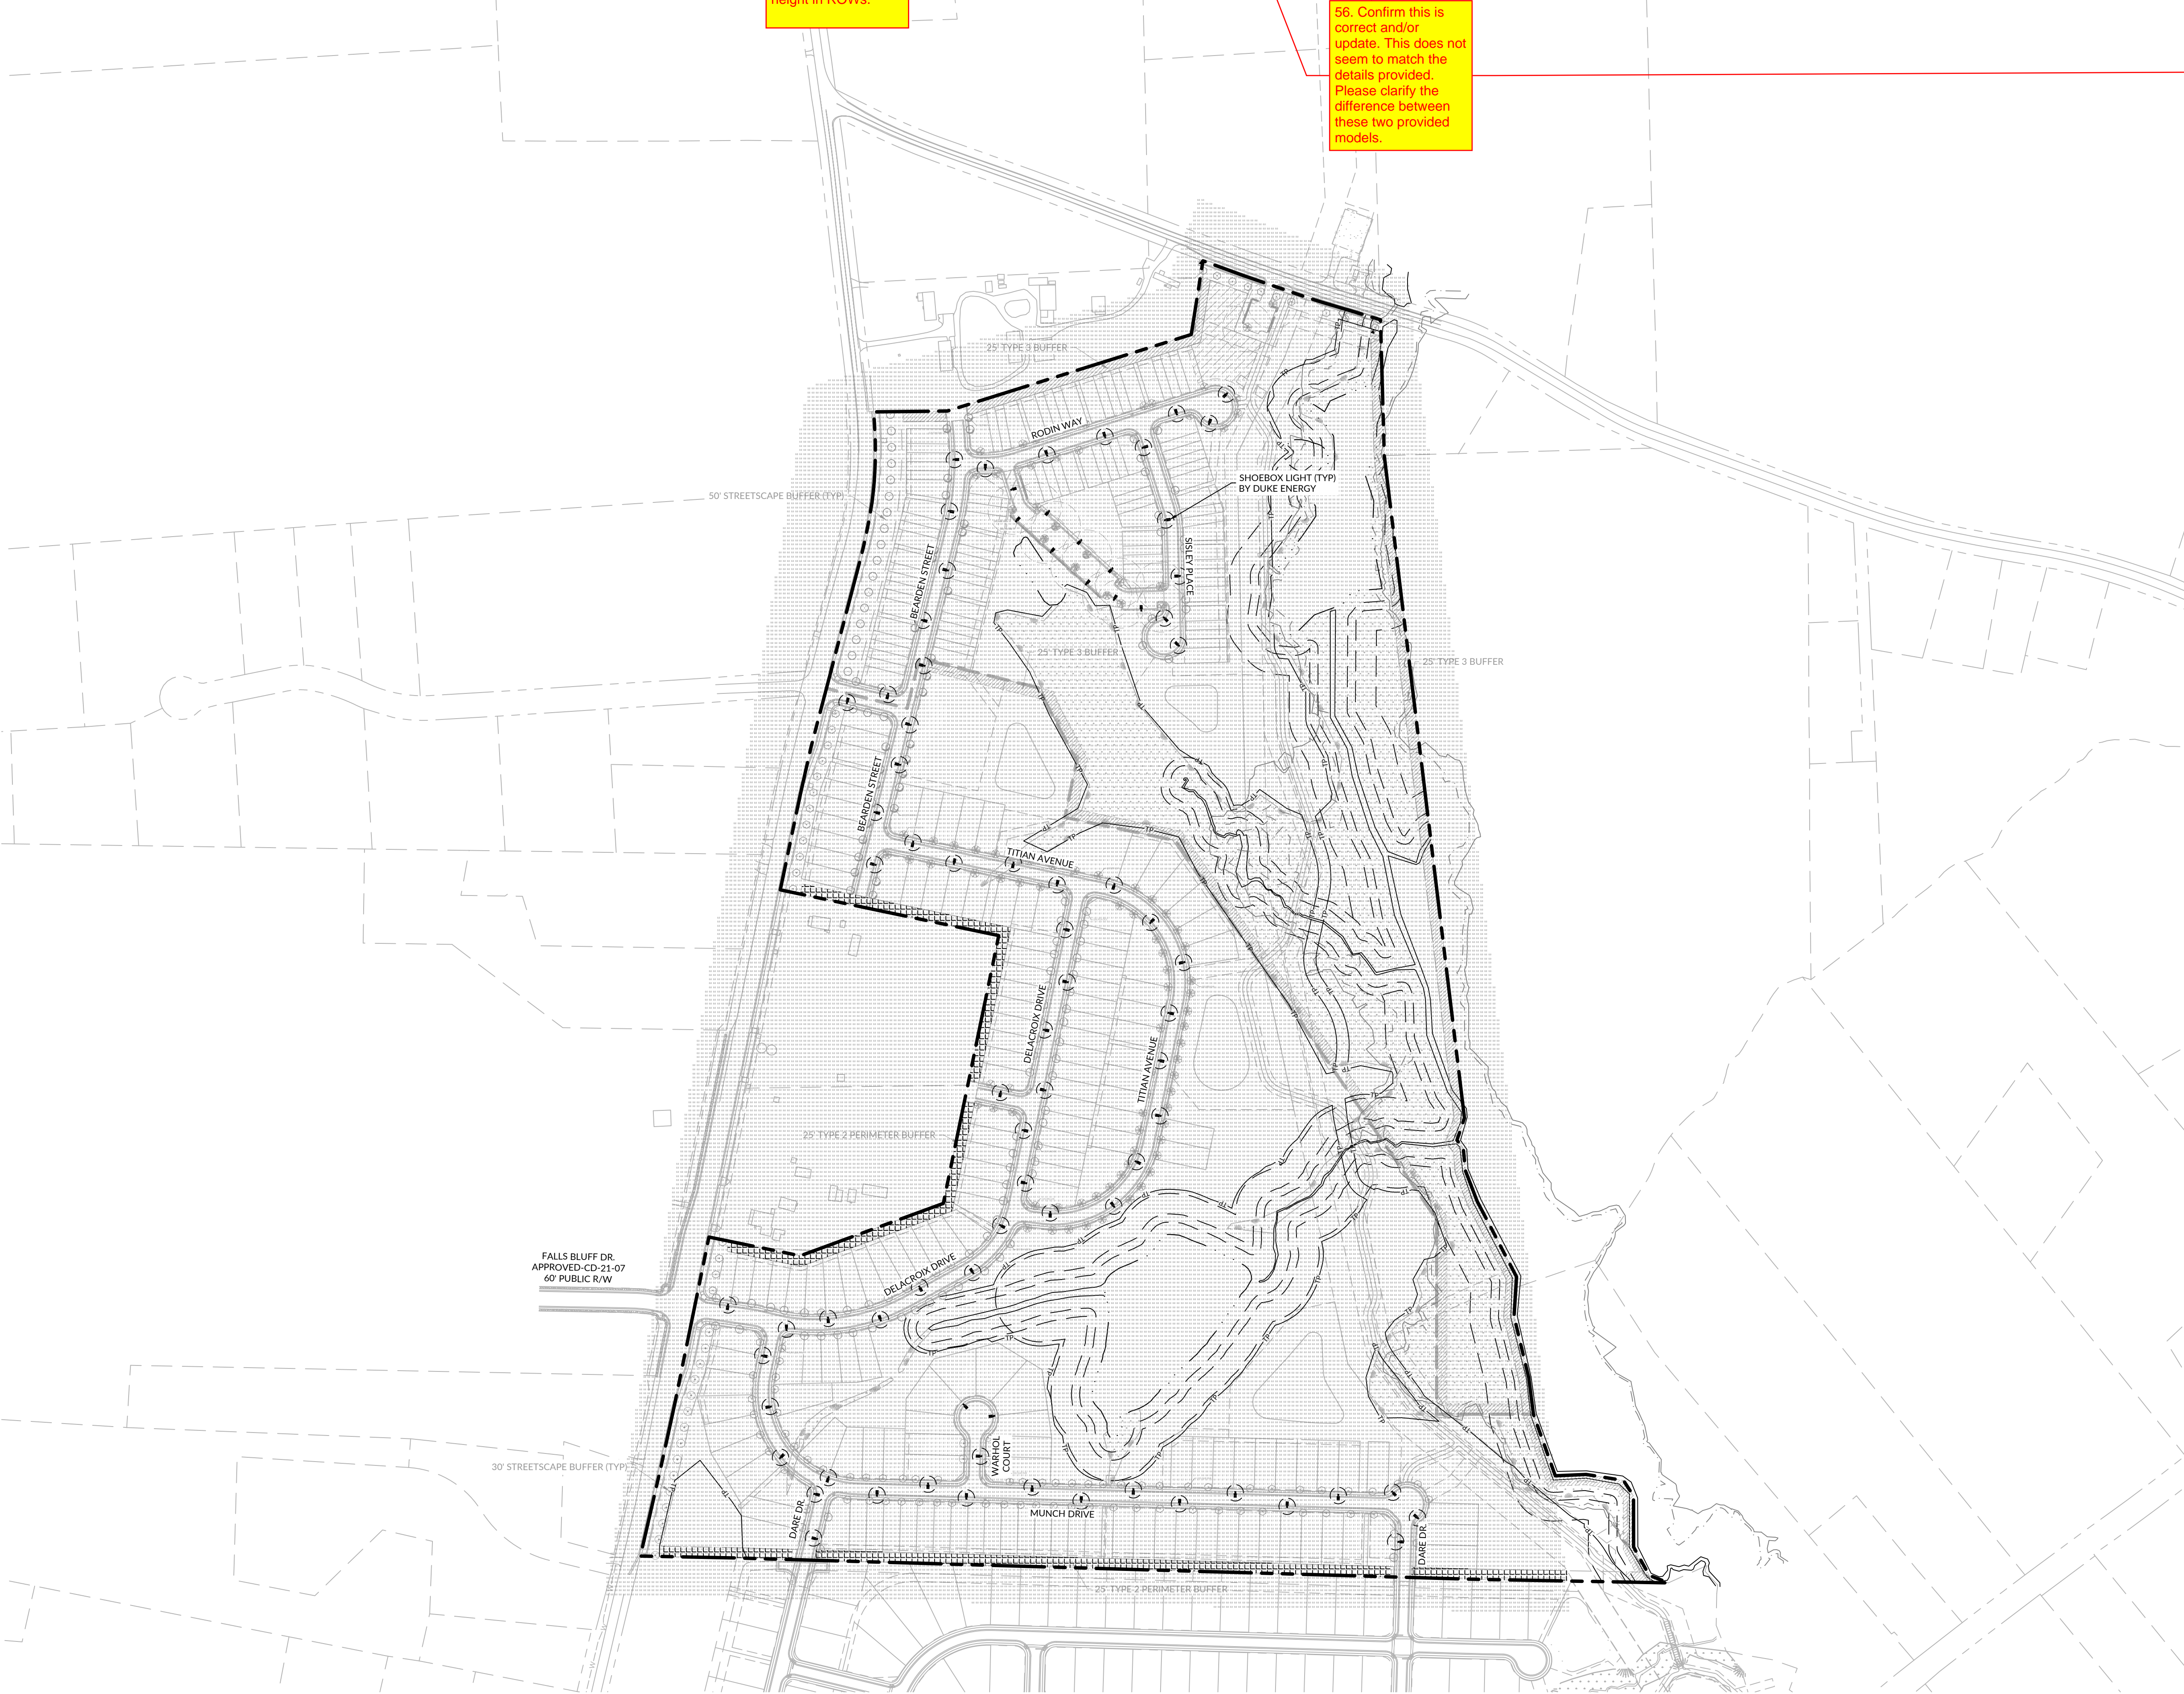 height in ROWs.
56. Confirm this is
correct and/or
update. This does not
seem to match the
details provided.
Please clarify the
difference between
these two provided
models.
25' TYPE 3 BUFFER
RODIN WAY
SHOEBOX LIGHT (TYP)
BY DUKE ENERGY
50' STREETSCAPE BUFFER (TYP)
BEARDEN STREET
SISLEY PLACE
25' TYPE 3 BUFFER
25' TYPE 3 BUFFER
BEARDEN STREET
TITIAN AVENUE
DELACROIX DRIVE
TITIAN AVENUE
25' TYPE 2 PERIMETER BUFFER
FALLS BLUFF DR.
APPROVED-CD-21-07
60' PUBLIC R/W
DELACROIX DRIVE
WARHOL
COURT
30' STREETSCAPE BUFFER (TYP)
DARE DR.
MUNCH DRIVE
DARE DR.
25' TYPE 2 PERIMETER BUFFER